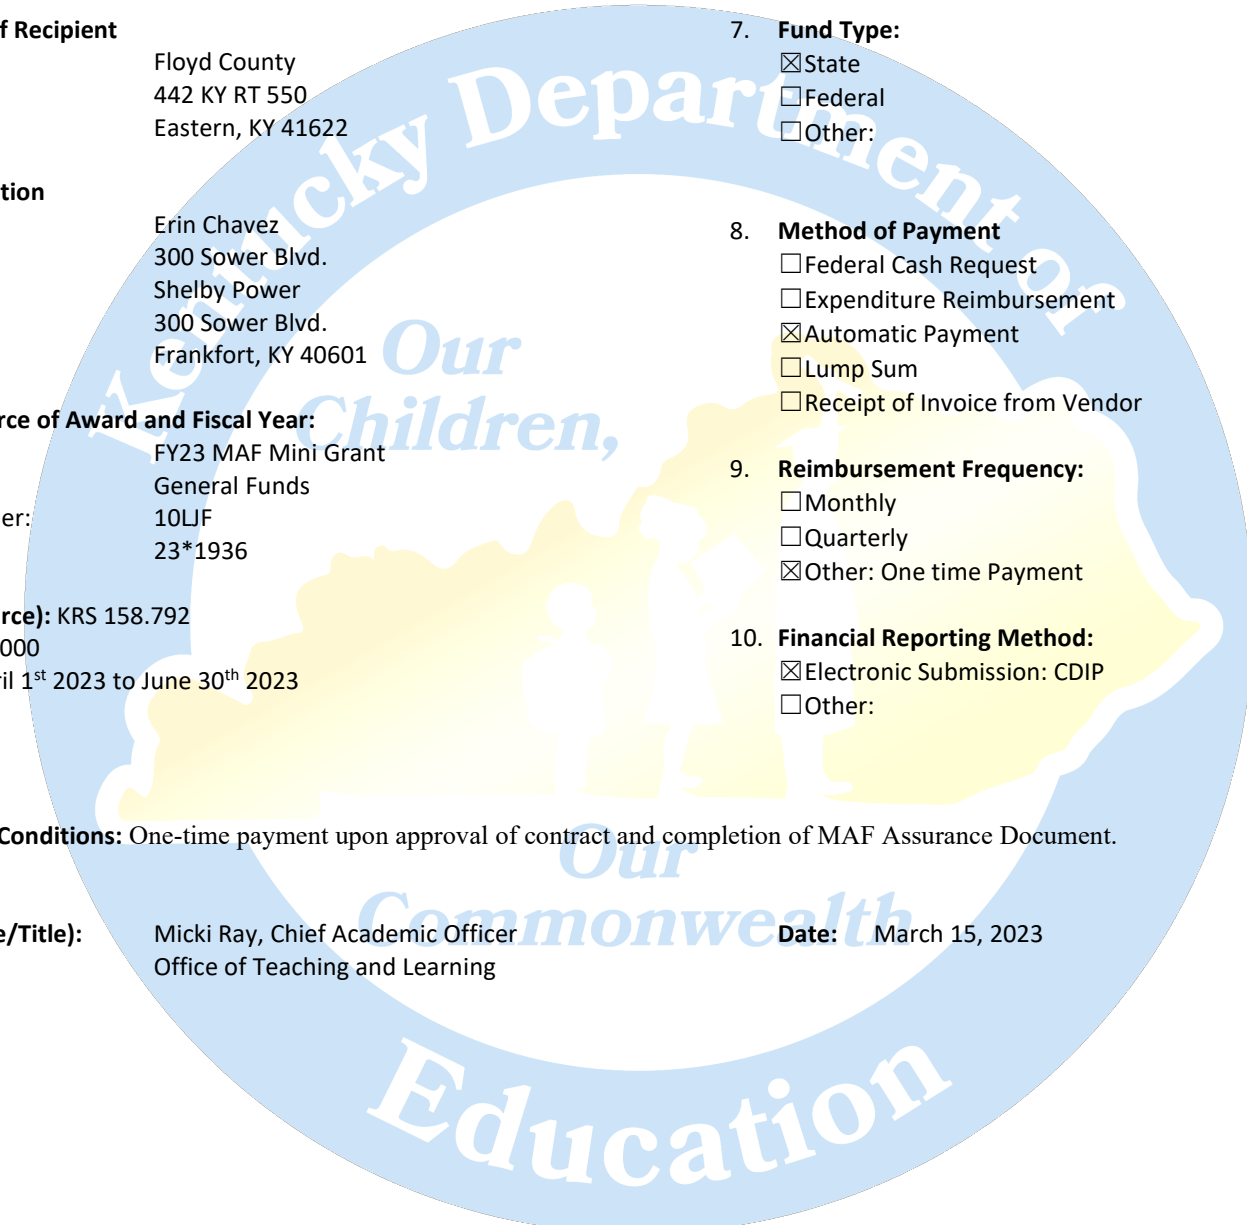 f Recipient
Floyd County
442 KY RT 550
Eastern, KY 41622
tion
Erin Chavez
300 Sower Blvd.
Shelby Power
300 Sower Blvd.
Frankfort, KY 40601
rce of Award and Fiscal Year:
FY23 MAF Mini Grant
General Funds
er: 10LJF
23*1936
rce): KRS 158.792
000
ril 1st 2023 to June 30th 2023
7. Fund Type:
☒State
☐Federal
☐Other:
8. Method of Payment
☐Federal Cash Request
☐Expenditure Reimbursement
☒Automatic Payment
☐Lump Sum
☐Receipt of Invoice from Vendor
9. Reimbursement Frequency:
☐Monthly
☐Quarterly
☒Other: One time Payment
10. Financial Reporting Method:
☒Electronic Submission: CDIP
☐Other:
Conditions: One-time payment upon approval of contract and completion of MAF Assurance Document.
e/Title): Micki Ray, Chief Academic Officer Date: March 15, 2023
Office of Teaching and Learning
Kentucky Department of
Education
Our
Children,
Our
Commonwealth